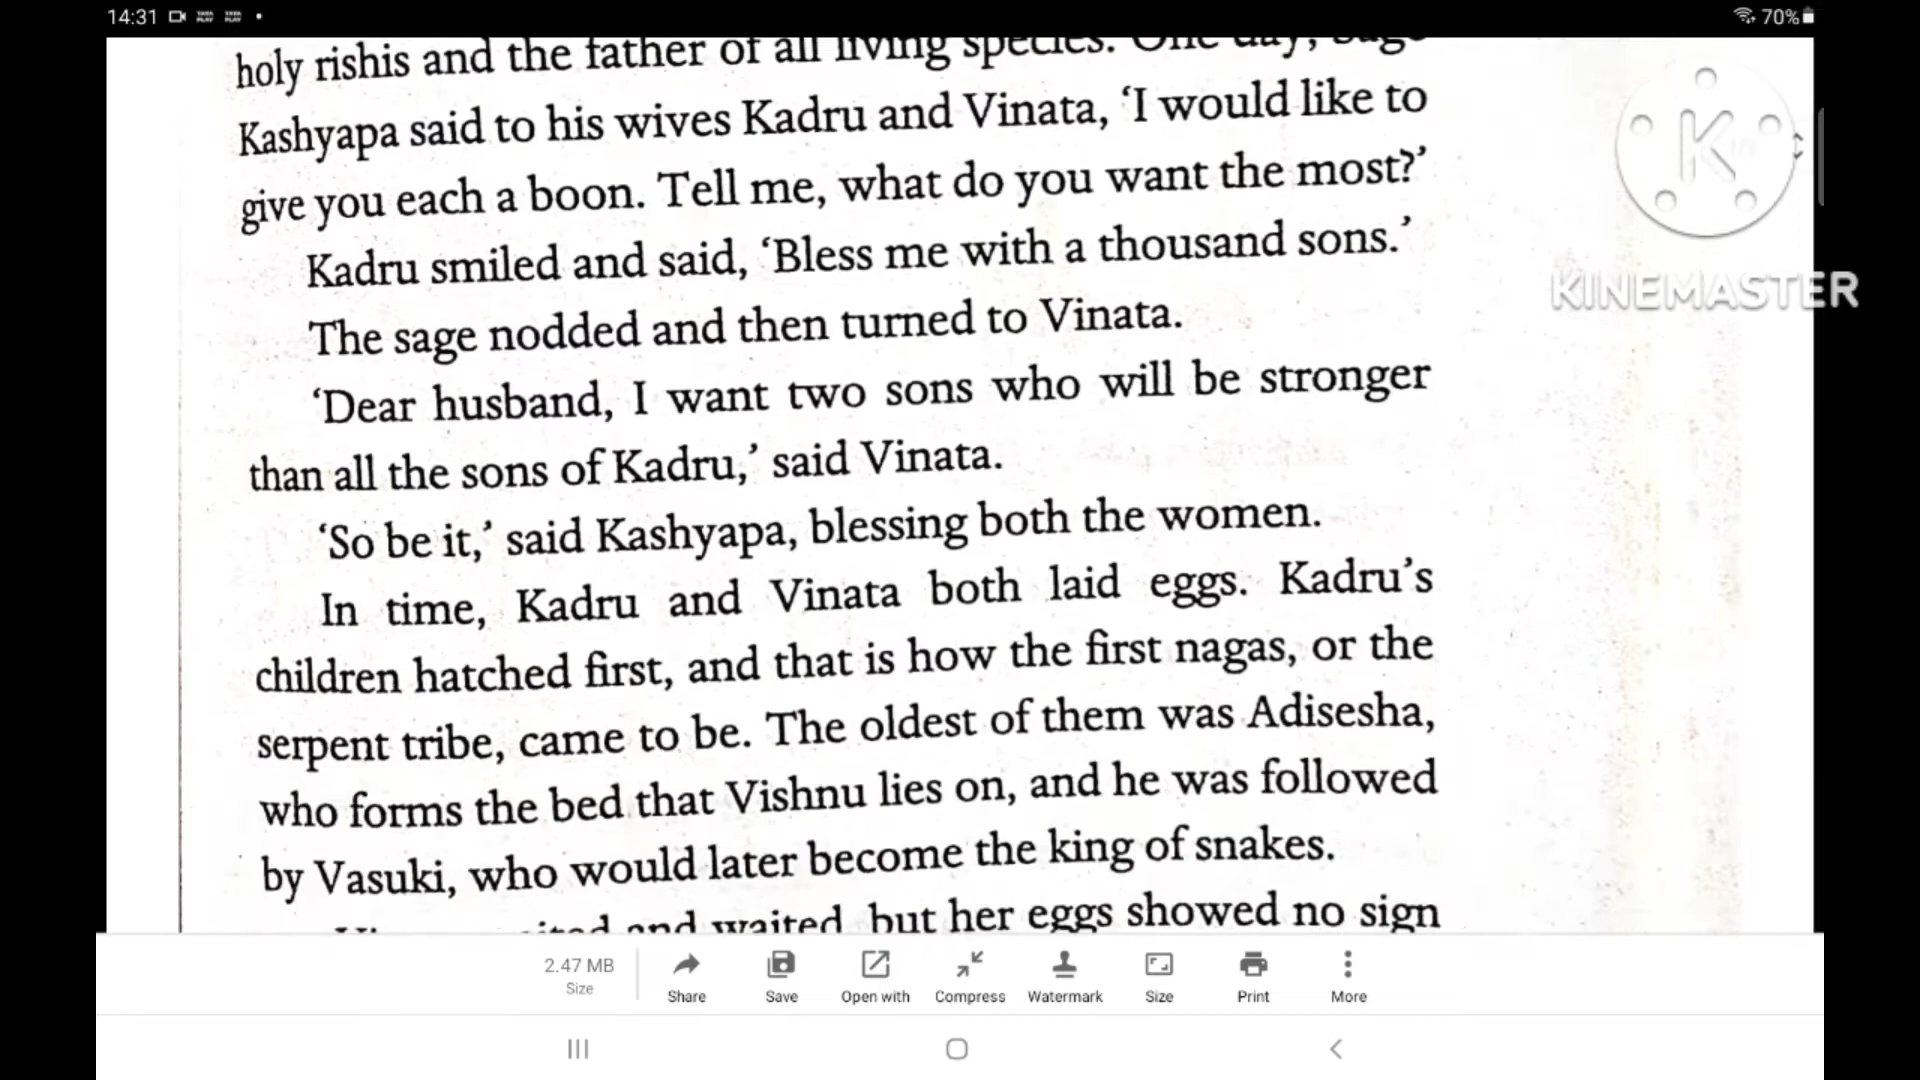 14:31
70%
holy rishis and the father of all living species. One day, Sage
Kashyapa said to his wives Kadru and Vinata, ‘I would like to
give you each a boon. Tell me, what do you want the most?’
Kadru smiled and said, ‘Bless me with a thousand sons.’
The sage nodded and then turned to Vinata.
‘Dear husband, I want two sons who will be stronger
than all the sons of Kadru,’ said Vinata.
‘So be it,’ said Kashyapa, blessing both the women.
In time, Kadru and Vinata both laid eggs. Kadru’s
children hatched first, and that is how the first nagas, or the
serpent tribe, came to be. The oldest of them was Adisesha,
who forms the bed that Vishnu lies on, and he was followed
by Vasuki, who would later become the king of snakes.
and waited, but her eggs showed no sign
K
KINEMASTER
2.47 MB
Size
Share
Save
Open with
Compress
Watermark
Size
Print
More